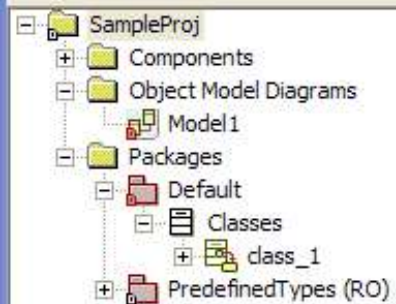 SampleProj
Components
Object Model Diagrams
Model1
Packages
Default
Classes
class_1
PredefinedTypes (RO)